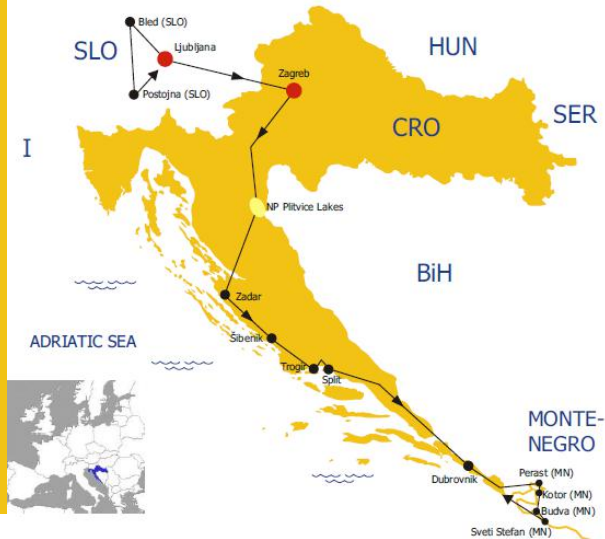 Bled (SLO)
SLO
Ljubljana
HUN
Zagreb
Postojna (SLO)
SER
CRO
I
NP Plitvice Lakes
BiH
Zadar
ADRIATIC SEA
Šibenik
Trogir
Split
MONTE-
NEGRO
Dubrovnik
Perast (MN)
Kotor (MN)
Budva (MN)
Sveti Stefan (MN)